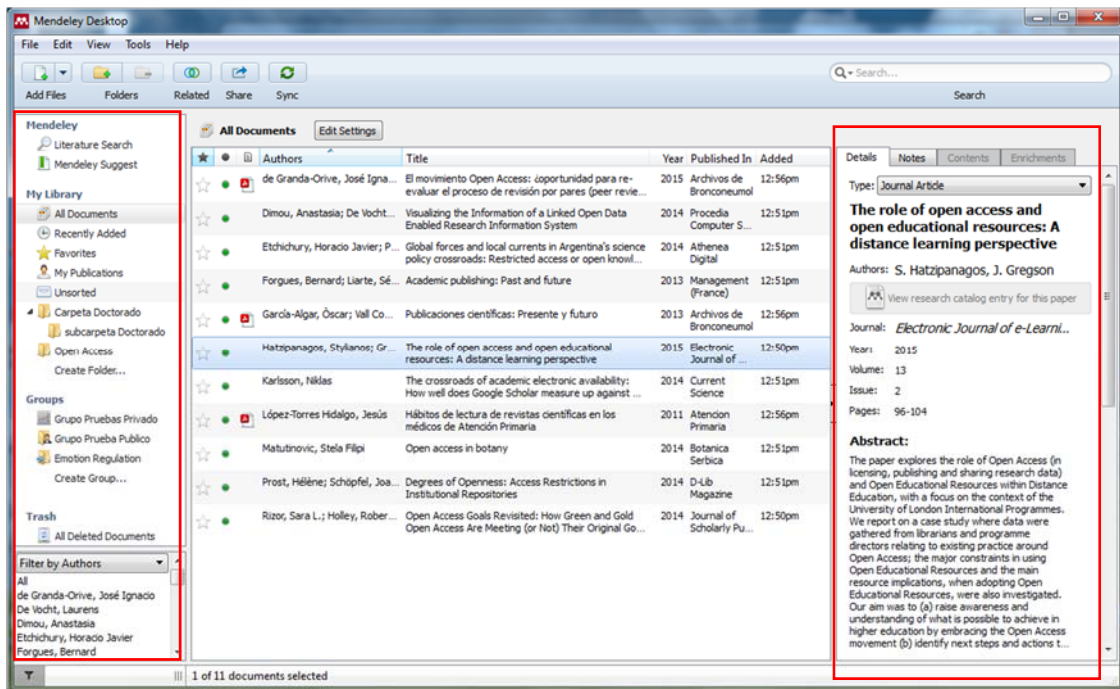 Mendeley Desktop
File Edit View Tools Help
Search...
Add Files Folders Related Share Sync Search
Mendeley
Literature Search
Mendeley Suggest
My Library
All Documents
Recently Added
Favorites
My Publications
Unsorted
Carpeta Doctorado
subcarpeta Doctorado
Open Access
Create Folder...
Groups
Grupo Pruebas Privado
Grupo Prueba Publico
Emotion Regulation
Create Group...
Trash
All Deleted Documents
Filter by Authors
All
de Granda-Orive, José Ignacio
De Vocht, Laurens
Dimou, Anastasia
Etchichury, Horacio Javier
Forgues, Bernard
All Documents Edit Settings
Authors Title Year Published In Added
de Granda-Orive, José Igna... El movimiento Open Access: ¿oportunidad para re- 2015 Archivos de 12:56pm
evaluar el proceso de revisión por pares (peer revie... Bronconeumol
Dimou, Anastasia; De Vocht... Visualizing the Information of a Linked Open Data 2014 Procedia 12:51pm
Enabled Research Information System Computer S...
Etchichury, Horacio Javier; P... Global forces and local currents in Argentina's science 2014 Athenea 12:51pm
policy crossroads: Restricted access or open knowl... Digital
Forgues, Bernard; Liarte, Sé... Academic publishing: Past and future 2013 Management 12:51pm
(France)
García-Algar, Òscar; Vall Co... Publicaciones científicas: Presente y futuro 2013 Archivos de 12:56pm
Bronconeumol
Hatzipanagos, Stylianos; Gr... The role of open access and open educational 2015 Electronic 12:50pm
resources: A distance learning perspective Journal of ...
Karlsson, Niklas The crossroads of academic electronic availability: 2014 Current 12:51pm
How well does Google Scholar measure up against ... Science
López-Torres Hidalgo, Jesús Hábitos de lectura de revistas científicas en los 2011 Atencion 12:56pm
médicos de Atención Primaria Primaria
Matutinovic, Stela Filipi Open access in botany 2014 Botanica 12:51pm
Serbica
Prost, Hélène; Schöpfel, Joa... Degrees of Openness: Access Restrictions in 2014 D-Lib 12:51pm
Institutional Repositories Magazine
Rizor, Sara L.; Holley, Rober... Open Access Goals Revisited: How Green and Gold 2014 Journal of 12:50pm
Open Access Are Meeting (or Not) Their Original Go... Scholarly Pu...
Details Notes Contents Enrichments
Type: Journal Article
The role of open access and
open educational resources: A
distance learning perspective
Authors: S. Hatzipanagos, J. Gregson
View research catalog entry for this paper
Journal: Electronic Journal of e-Learni...
Year: 2015
Volume: 13
Issue: 2
Pages: 96-104
Abstract:
The paper explores the role of Open Access (in
licensing, publishing and sharing research data)
and Open Educational Resources within Distance
Education, with a focus on the context of the
University of London International Programmes.
We report on a case study where data were
gathered from librarians and programme
directors relating to existing practice around
Open Access; the major constraints in using
Open Educational Resources and the main
resource implications, when adopting Open
Educational Resources, were also investigated.
Our aim was to (a) raise awareness and
understanding of what is possible to achieve in
higher education by embracing the Open Access
movement (b) identify next steps and actions t...
1 of 11 documents selected